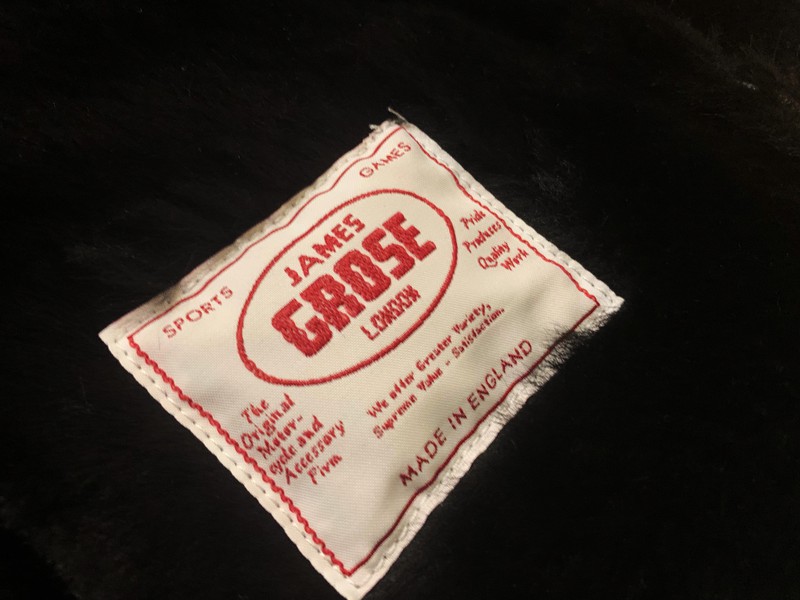 SPORTS
GAMES
JAMES
GROSE
LONDON
Pride
Produces
Quality
Work
The
Original
Motor-
cycle and
Accessory
Firm
We offer Greater Variety,
Supreme Value - Satisfaction.
MADE IN ENGLAND